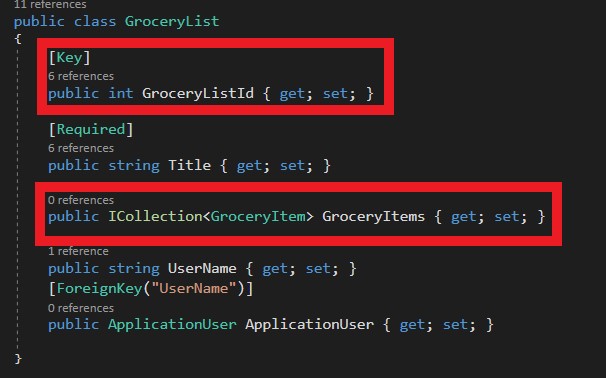 11 references
public class GroceryList
{
[Key]
6 references
public int GroceryListId { get; set; }
[Required]
6 references
public string Title { get; set; }
0 references
public ICollection<GroceryItem> GroceryItems { get; set; }
1 reference
public string UserName { get; set; }
[ForeignKey("UserName")]
0 references
public ApplicationUser ApplicationUser { get; set; }
}